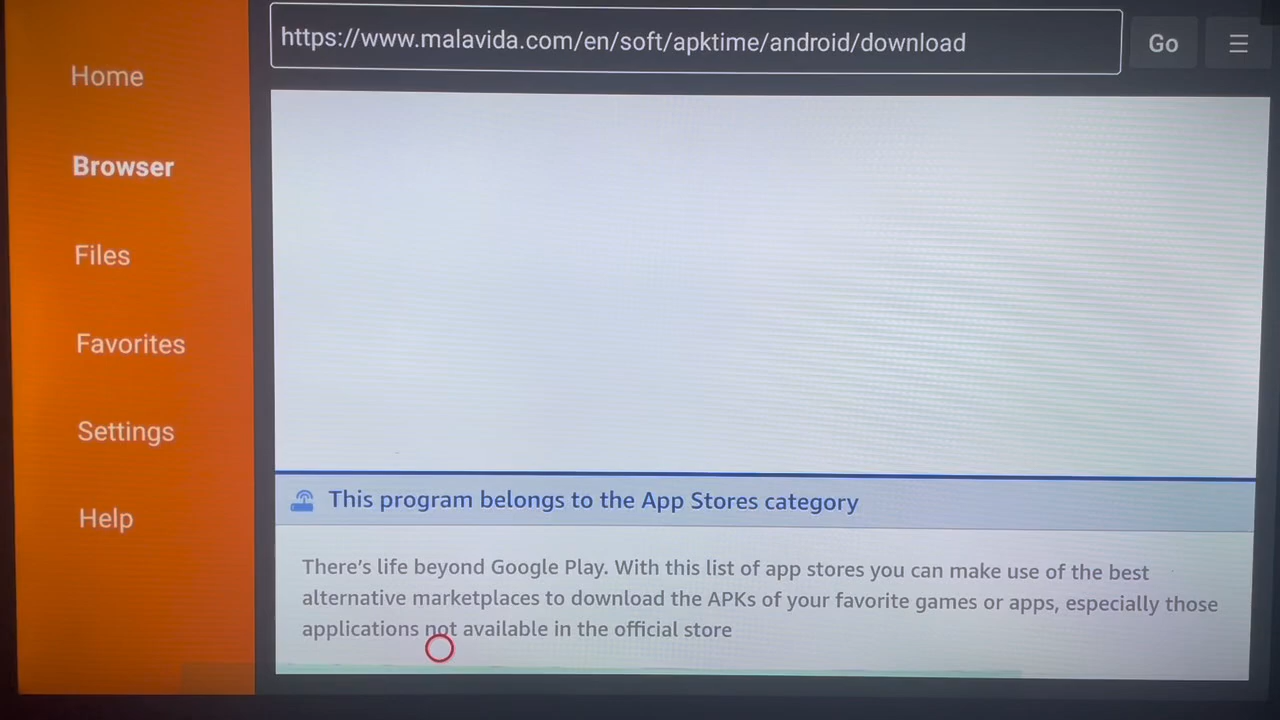 https://www.malavida.com/en/soft/apktime/android/download
Go
Home
Browser
Files
Favorites
Settings
Help
This program belongs to the App Stores category
There's life beyond Google Play. With this list of app stores you can make use of the best
alternative marketplaces to download the APKs of your favorite games or apps, especially those
applications not available in the official store